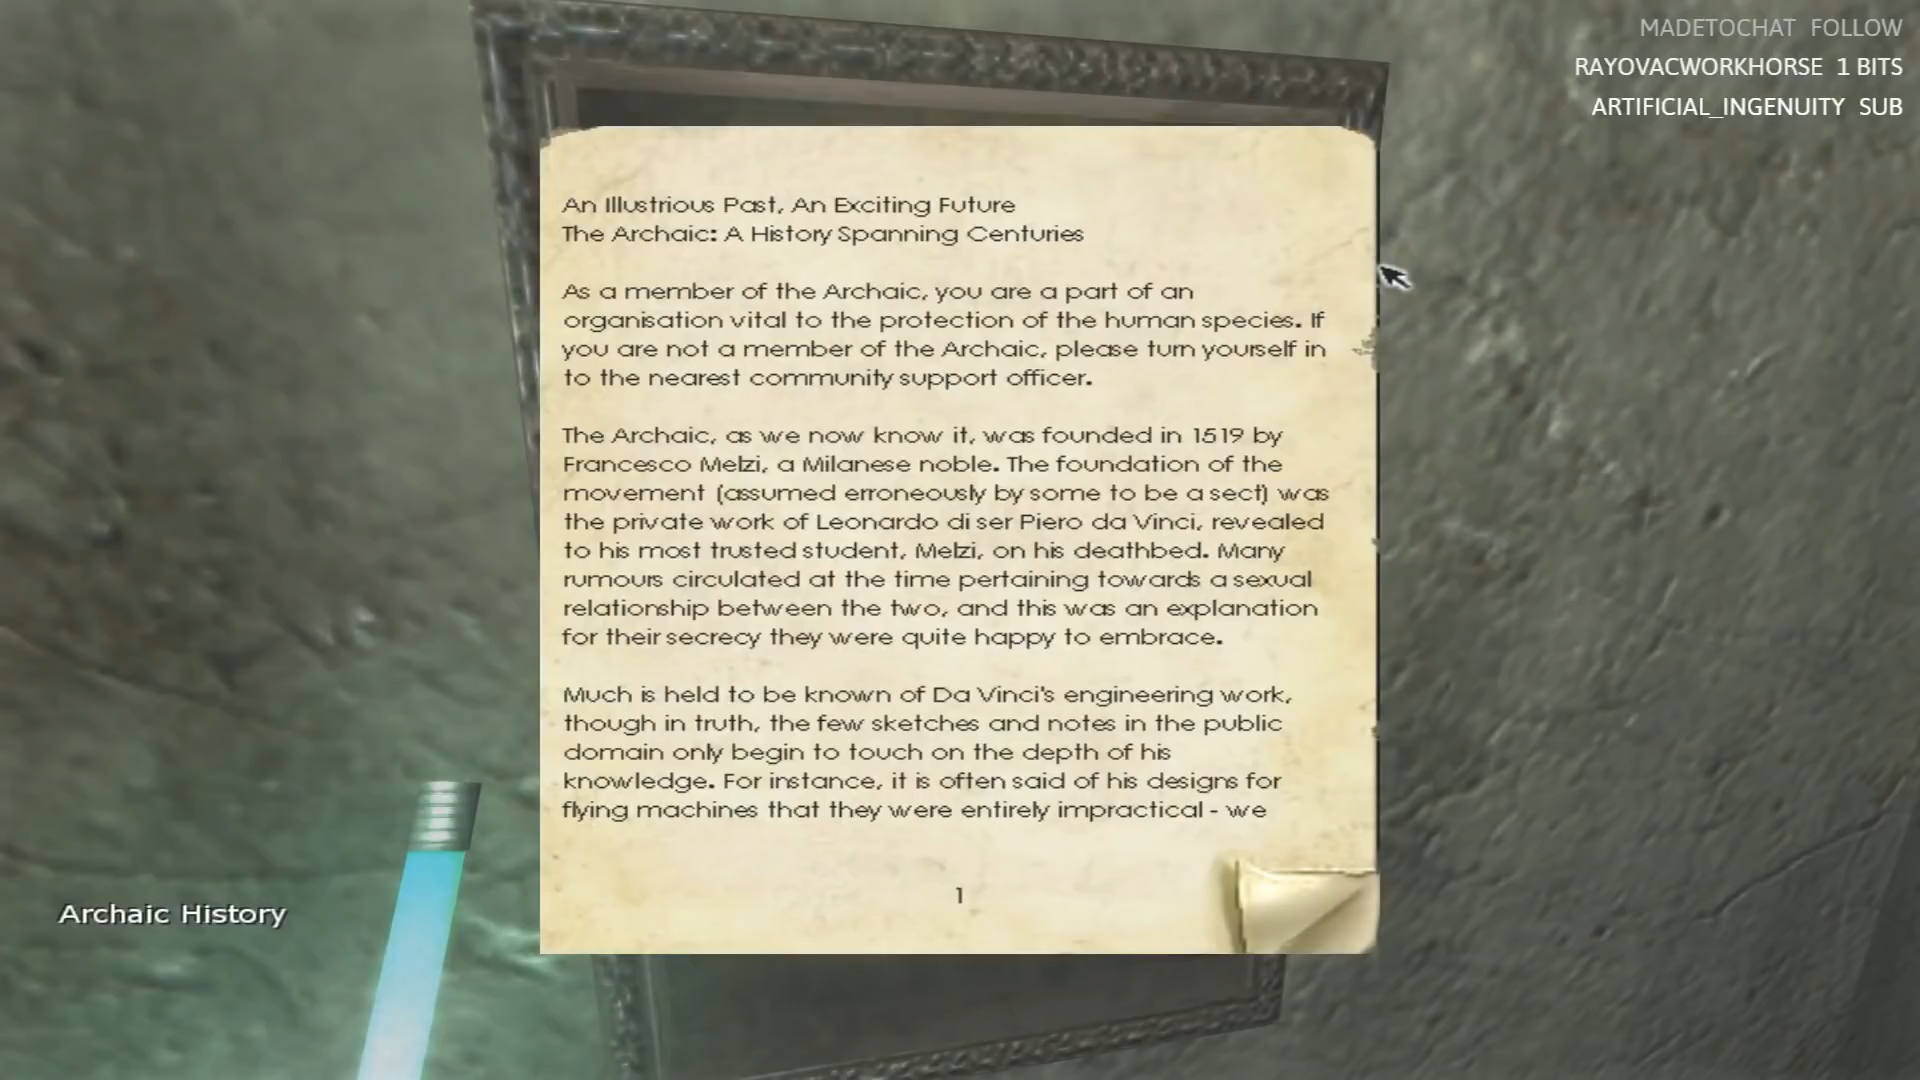 MADETOCHAT FOLLOW
RAYOVACWORKHORSE 1 BITS
ARTIFICIAL_INGENUITY SUB
An Illustrious Past, An Exciting Future
The Archaic: A History Spanning Centuries
As a member of the Archaic, you are a part of an
organisation vital to the protection of the human species. If
you are not a member of the Archaic, please turn yourself in
to the nearest community support officer.
The Archaic, as we now know it, was founded in 1519 by
Francesco Melzi, a Milanese noble. The foundation of the
movement (assumed erroneously by some to be a sect) was
the private work of Leonardo di ser Piero da Vinci, revealed
to his most trusted student, Melzi, on his deathbed. Many
rumours circulated at the time pertaining towards a sexual
relationship between the two, and this was an explanation
for their secrecy they were quite happy to embrace.
Much is held to be known of Da Vinci's engineering work,
though in truth, the few sketches and notes in the public
domain only begin to touch on the depth of his
knowledge. For instance, it is often said of his designs for
flying machines that they were entirely impractical - we
1
Archaic History